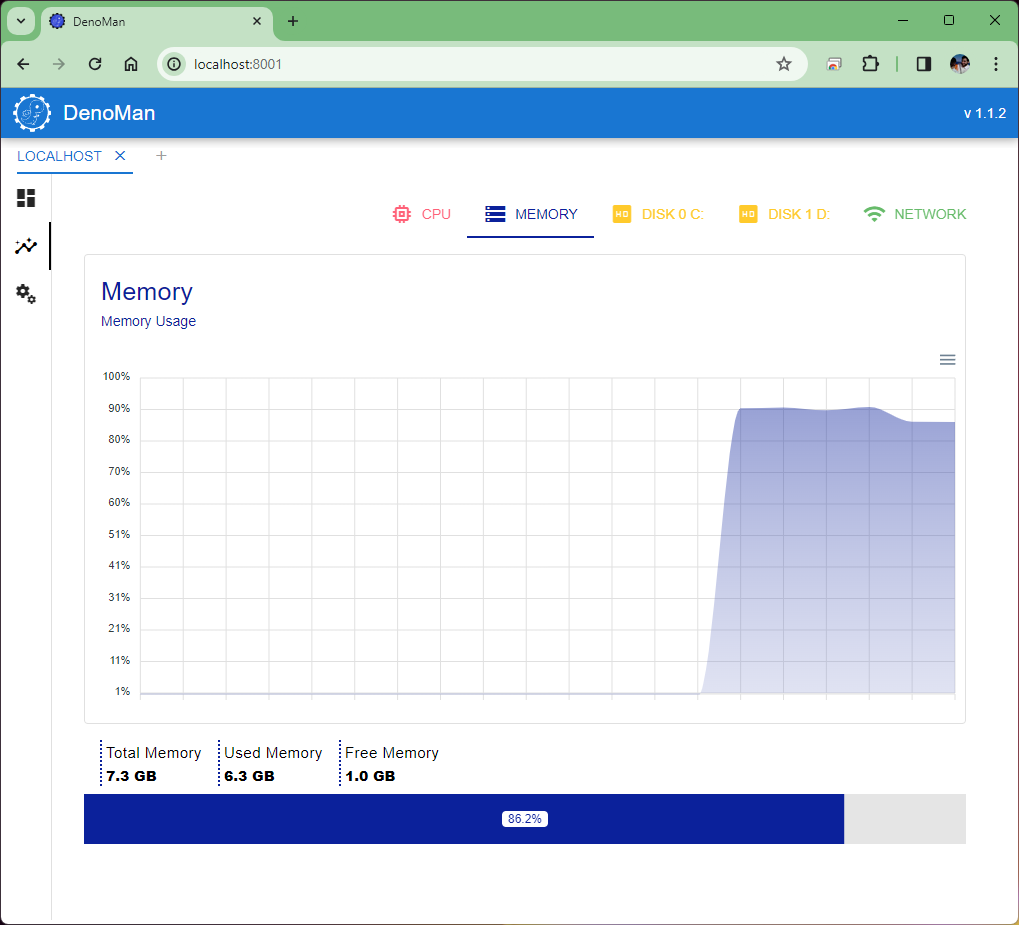 DenoMan
localhost:8001
DenoMan
v 1.1.2
LOCALHOST
CPU
MEMORY
HD
DISK 0 C:
HD
DISK 1 D:
NETWORK
Memory
Memory Usage
100%
90%
80%
70%
60%
51%
41%
31%
21%
11%
1%
Total Memory
7.3 GB
Used Memory
6.3 GB
Free Memory
1.0 GB
86.2%